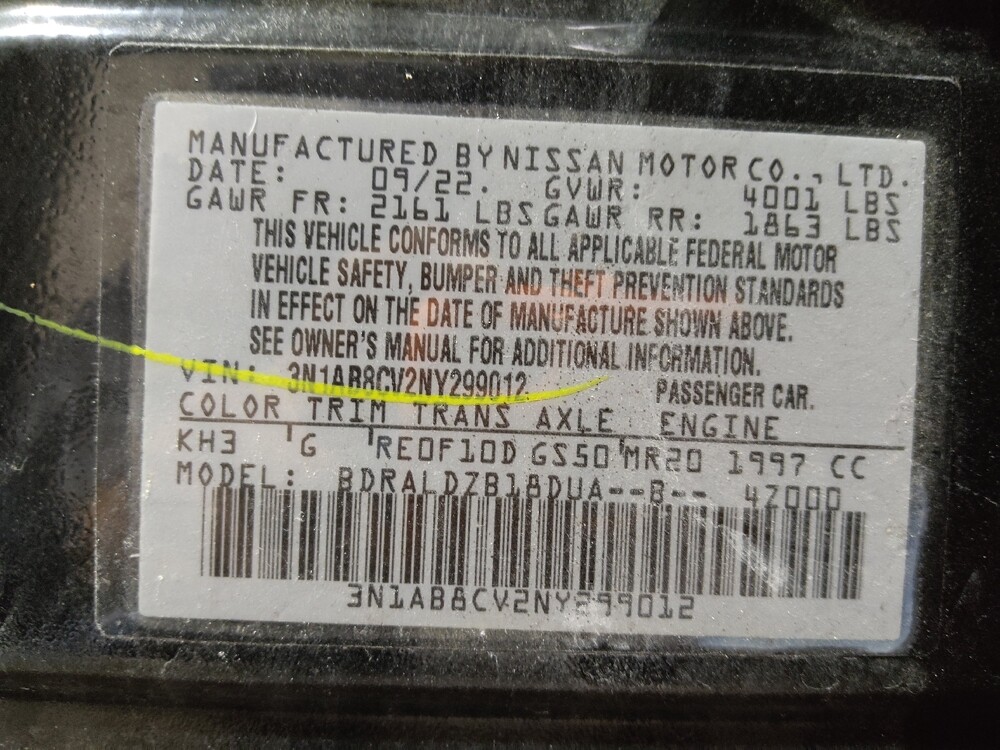 MANUFACTURED BY NISSAN MOTOR CO., LTD.
DATE: 09/22. GVWR: 4001 LBS
GAWR FR: 2161 LBS GAWR RR: 1863 LBS
THIS VEHICLE CONFORMS TO ALL APPLICABLE FEDERAL MOTOR
VEHICLE SAFETY, BUMPER AND THEFT PREVENTION STANDARDS
IN EFFECT ON THE DATE OF MANUFACTURE SHOWN ABOVE.
SEE OWNER'S MANUAL FOR ADDITIONAL INFORMATION.
VIN: 3N1AB8CV2NY299012 PASSENGER CAR.
COLOR TRIM TRANS AXLE ENGINE
KH3 G RE0F10D GS50 MR20 1997 CC
MODEL: BDRALDZB18DUA--B-- 4Z000
3N1AB8CV2NY299012